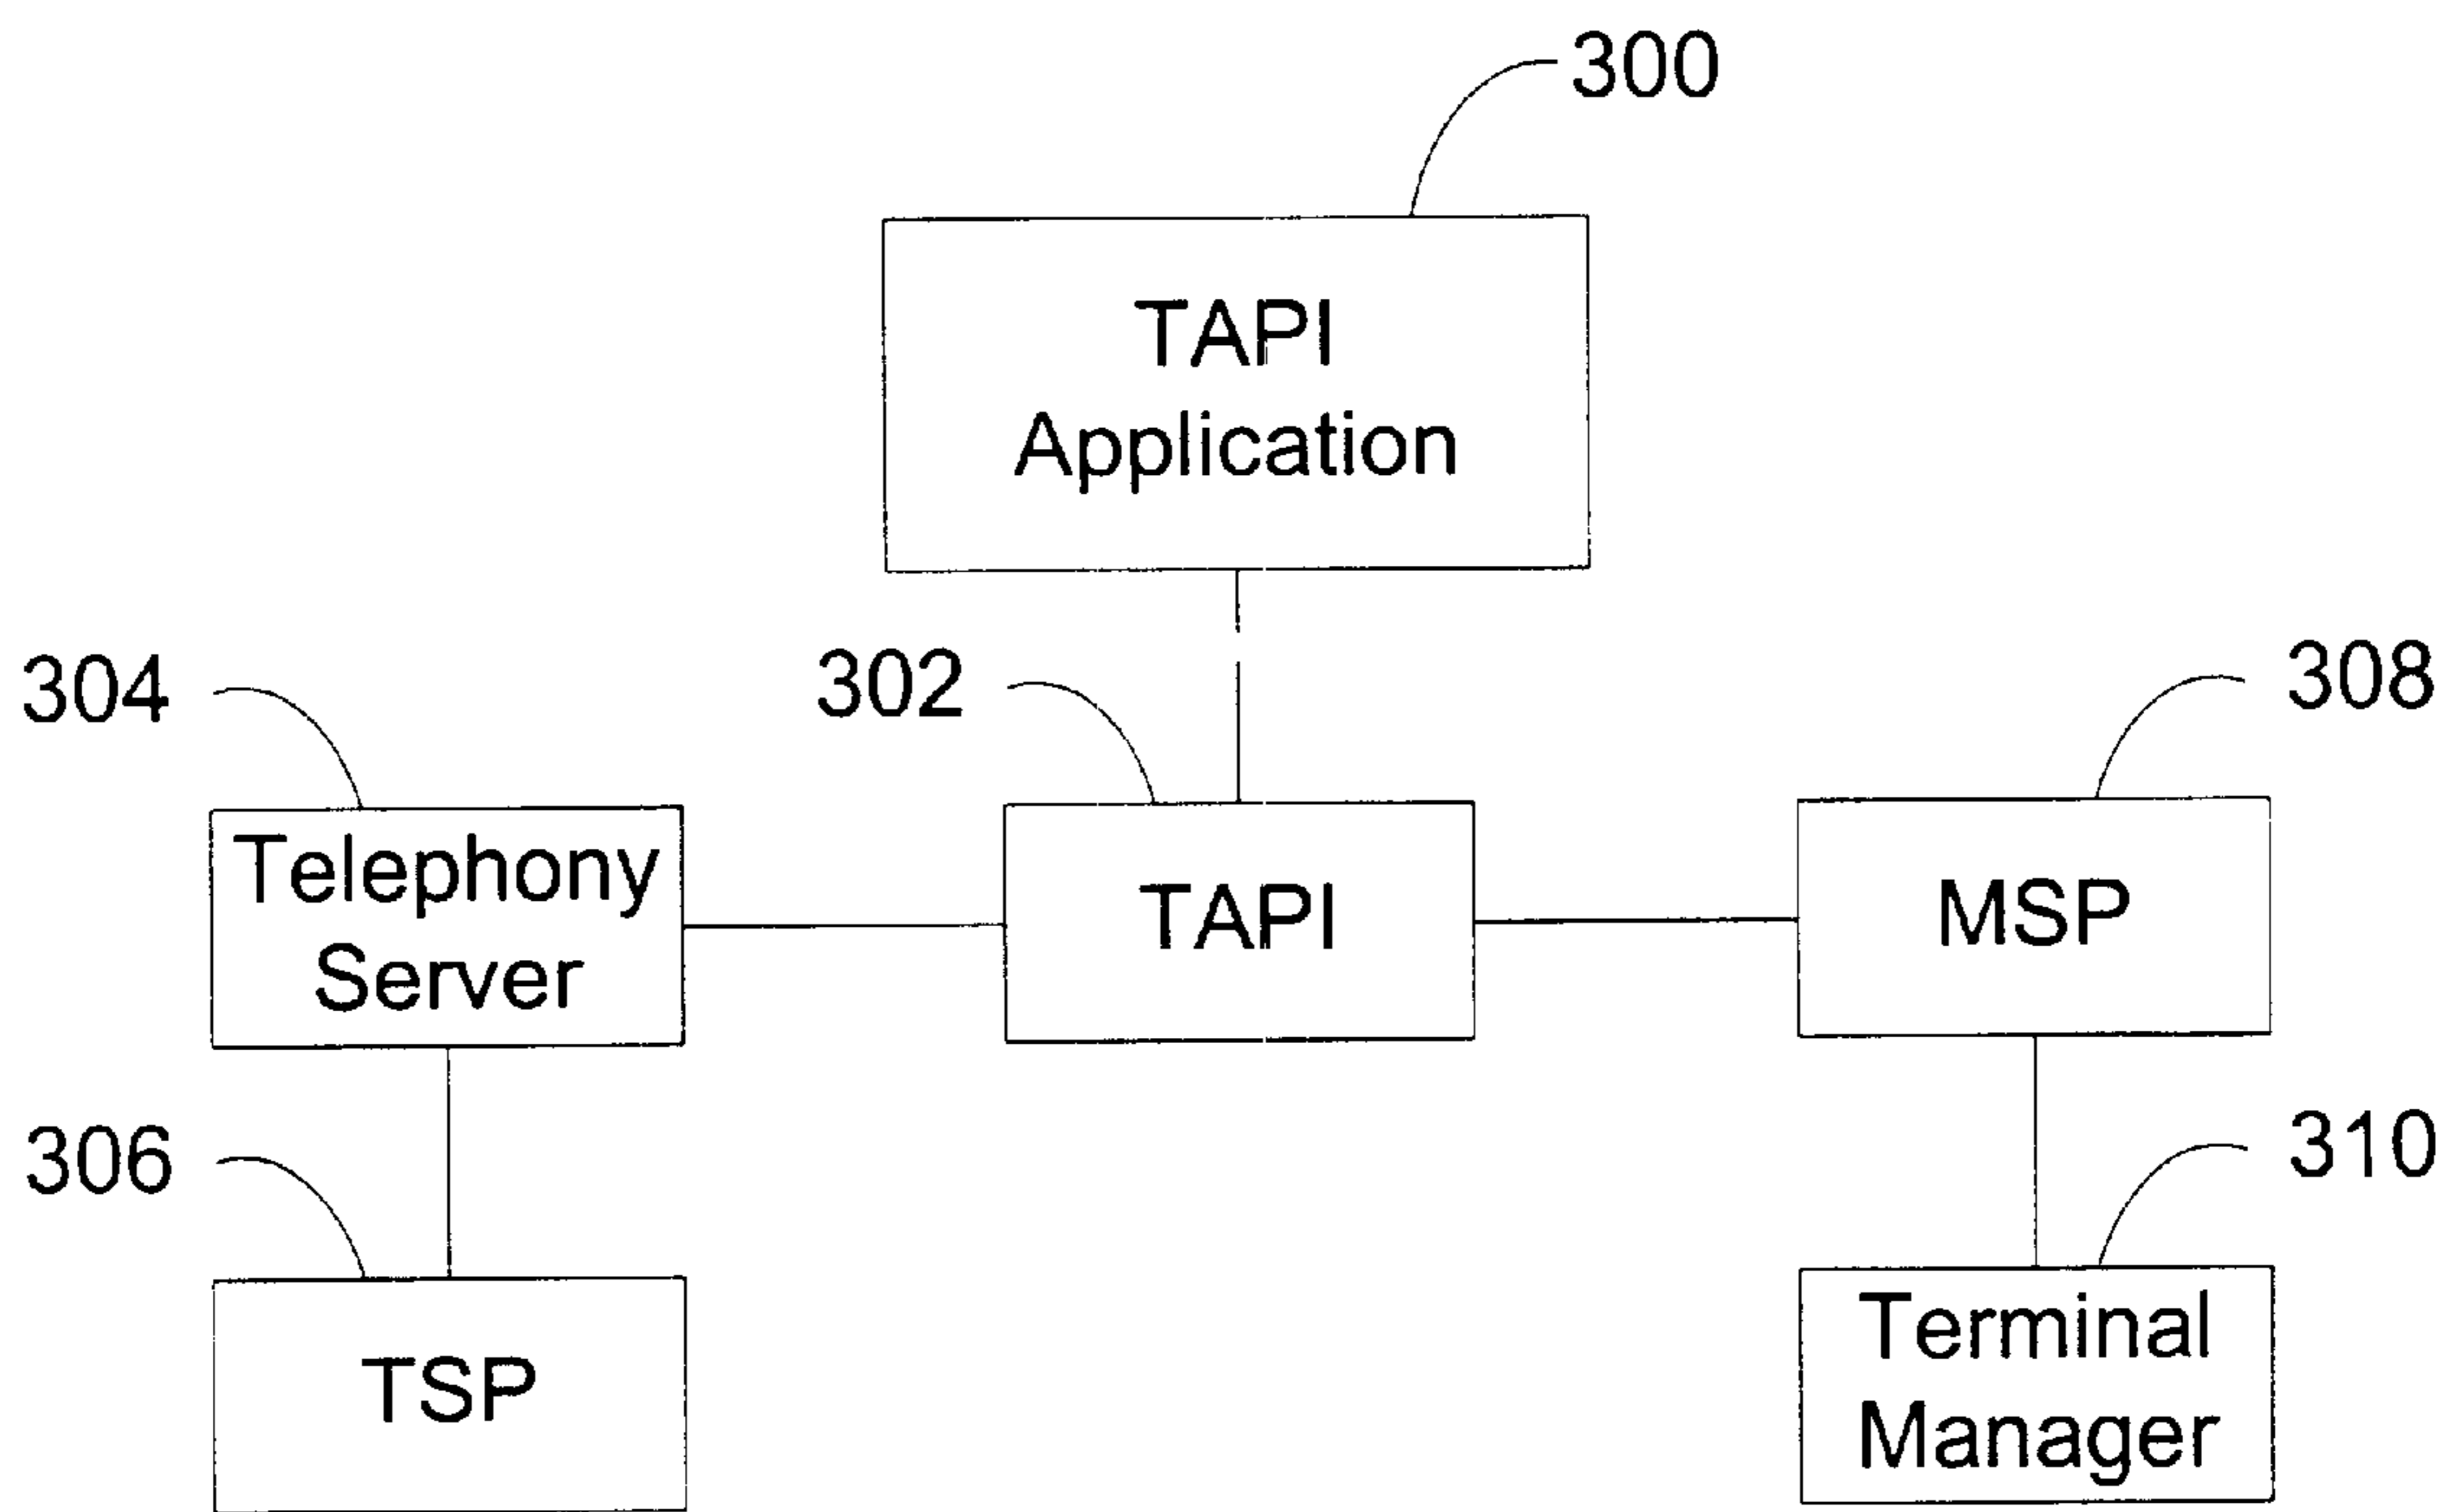 300
TAPI
Application
304
302
308
Telephony
Server
TAPI
MSP
306
310
TSP
Terminal
Manager